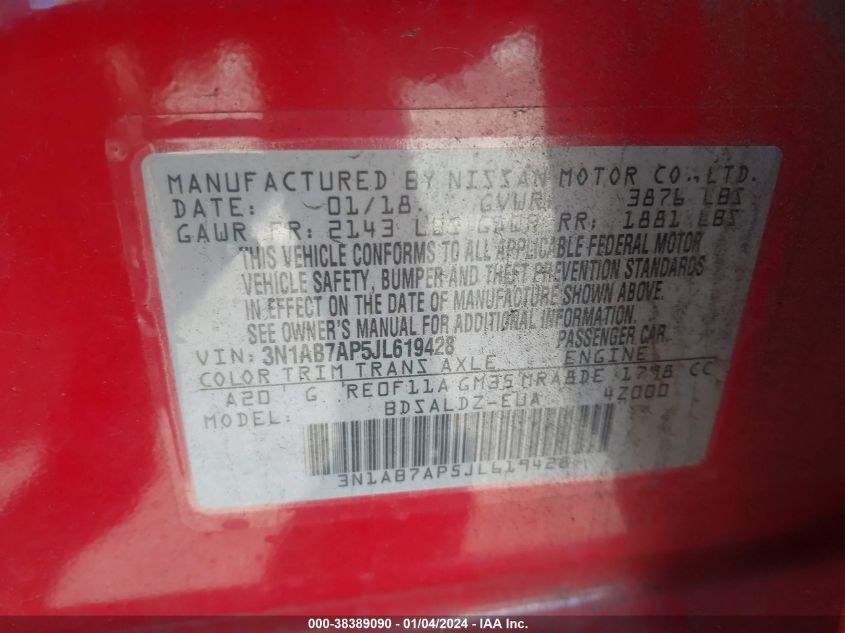 MANUFACTURED BY NISSAN MOTOR CO.,LTD.
DATE: 01/18 GVWR: 3876 LBS
GAWR FR: 2143 LBS GAWR RR: 1881 LBS
THIS VEHICLE CONFORMS TO ALL APPLICABLE FEDERAL MOTOR
VEHICLE SAFETY, BUMPER AND THEFT PREVENTION STANDARDS
IN EFFECT ON THE DATE OF MANUFACTURE SHOWN ABOVE.
SEE OWNER'S MANUAL FOR ADDITIONAL INFORMATION.
VIN: 3N1AB7AP5JL619428 PASSENGER CAR
COLOR TRIM TRANS AXLE ENGINE
A20 G RE0F11A GM35 MRA8DE 1798 CC
MODEL: BDSALDZ-EUA 4Z000
3N1AB7AP5JL619428
000-38389090 - 01/04/2024 - IAA Holdings, LLC.